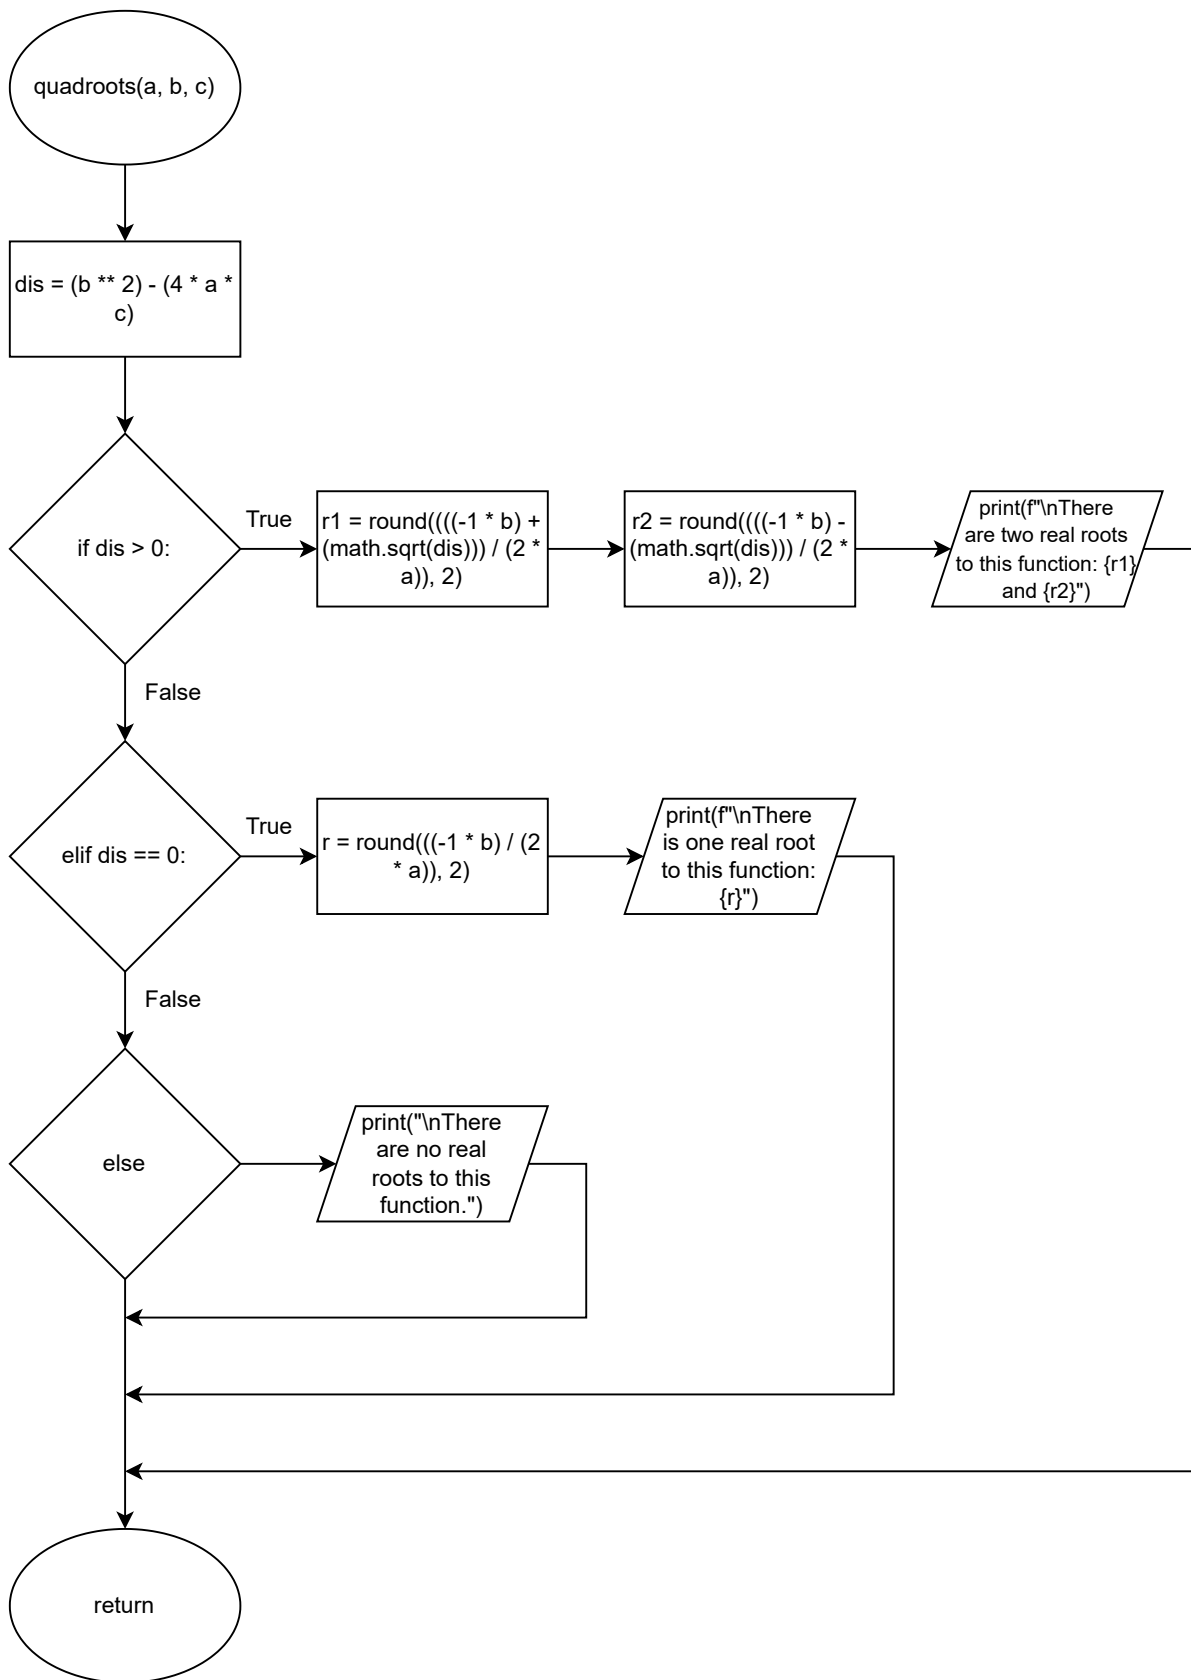 quadroots(a, b, c)
dis = (b ** 2) - (4 * a *
c)
if dis > 0:
True
r1 = round((((-1 * b) +
(math.sqrt(dis))) / (2 *
a)), 2)
r2 = round((((-1 * b) -
(math.sqrt(dis))) / (2 *
a)), 2)
print(f"\nThere
are two real roots
to this function: {r1}
and {r2}")
False
elif dis == 0:
True
r = round(((-1 * b) / (2
* a)), 2)
print(f"\nThere
is one real root
to this function:
{r}")
False
else
print("\nThere
are no real
roots to this
function.")
return